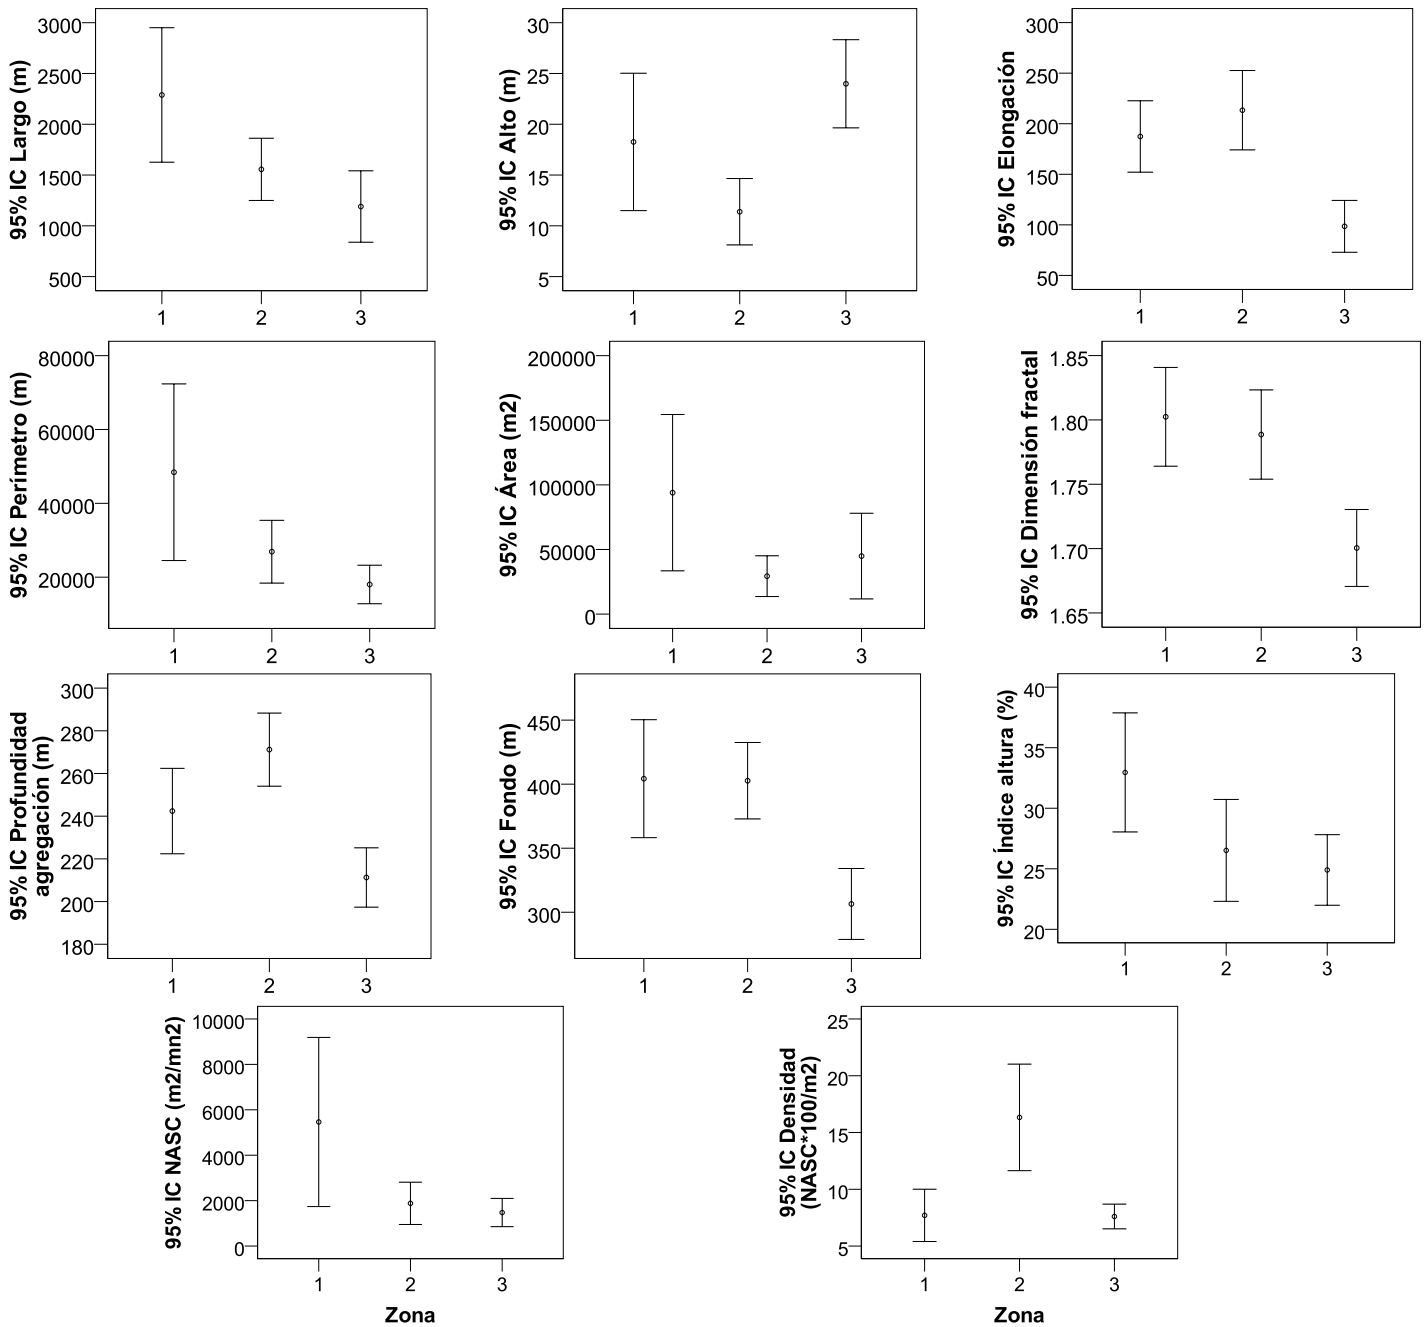 95% IC Largo (m)
3000
2500
2000
1500
1000
500
1 2 3
95% IC Alto (m)
30
25
20
15
10
5
1 2 3
95% IC Elongación
300
250
200
150
100
50
1 2 3
95% IC Perímetro (m)
80000
60000
40000
20000
1 2 3
95% IC Área (m2)
200000
150000
100000
50000
0
1 2 3
95% IC Dimensión fractal
1.85
1.80
1.75
1.70
1.65
1 2 3
95% IC Profundidad
agregación (m)
300
280
260
240
220
200
180
1 2 3
95% IC Fondo (m)
450
400
350
300
1 2 3
95% IC Índice altura (%)
40
35
30
25
20
1 2 3
95% IC NASC (m2/mn2)
10000
8000
6000
4000
2000
0
1 2 3
Zona
95% IC Densidad
(NASC*100/m2)
25
20
15
10
5
1 2 3
Zona